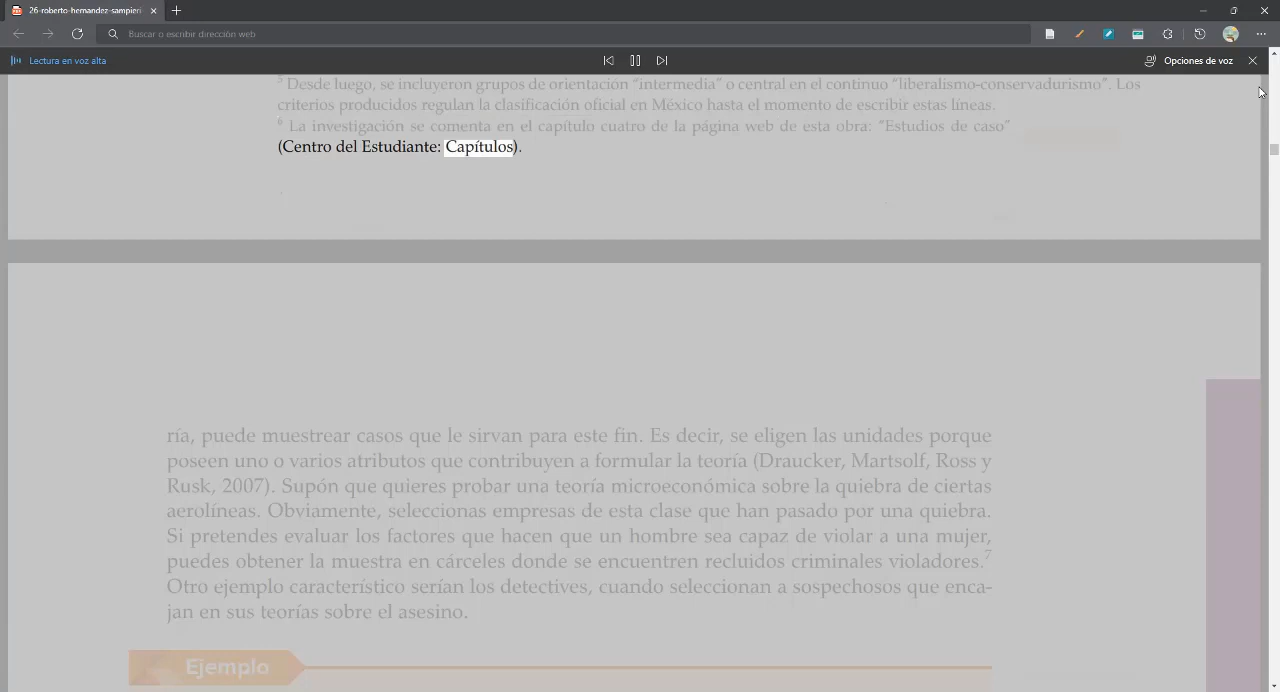 26-roberto-hernandez-sampieri
Buscar o escribir dirección web
Lectura en voz alta
Opciones de voz
5 Desde luego, se incluyeron grupos de orientación "intermedia" o central en el continuo "liberalismo-conservadurismo". Los
criterios producidos regulan la clasificación oficial en México hasta el momento de escribir estas líneas.
6 La investigación se comenta en el capítulo cuatro de la página web de esta obra: "Estudios de caso"
(Centro del Estudiante: Capítulos).
ría, puede muestrear casos que le sirvan para este fin. Es decir, se eligen las unidades porque
poseen uno o varios atributos que contribuyen a formular la teoría (Draucker, Martsolf, Ross y
Rusk, 2007). Supón que quieres probar una teoría microeconómica sobre la quiebra de ciertas
aerolíneas. Obviamente, seleccionas empresas de esta clase que han pasado por una quiebra.
Si pretendes evaluar los factores que hacen que un hombre sea capaz de violar a una mujer,
puedes obtener la muestra en cárceles donde se encuentren recluidos criminales violadores.7
Otro ejemplo característico serían los detectives, cuando seleccionan a sospechosos que enca-
jan en sus teorías sobre el asesino.
Ejemplo